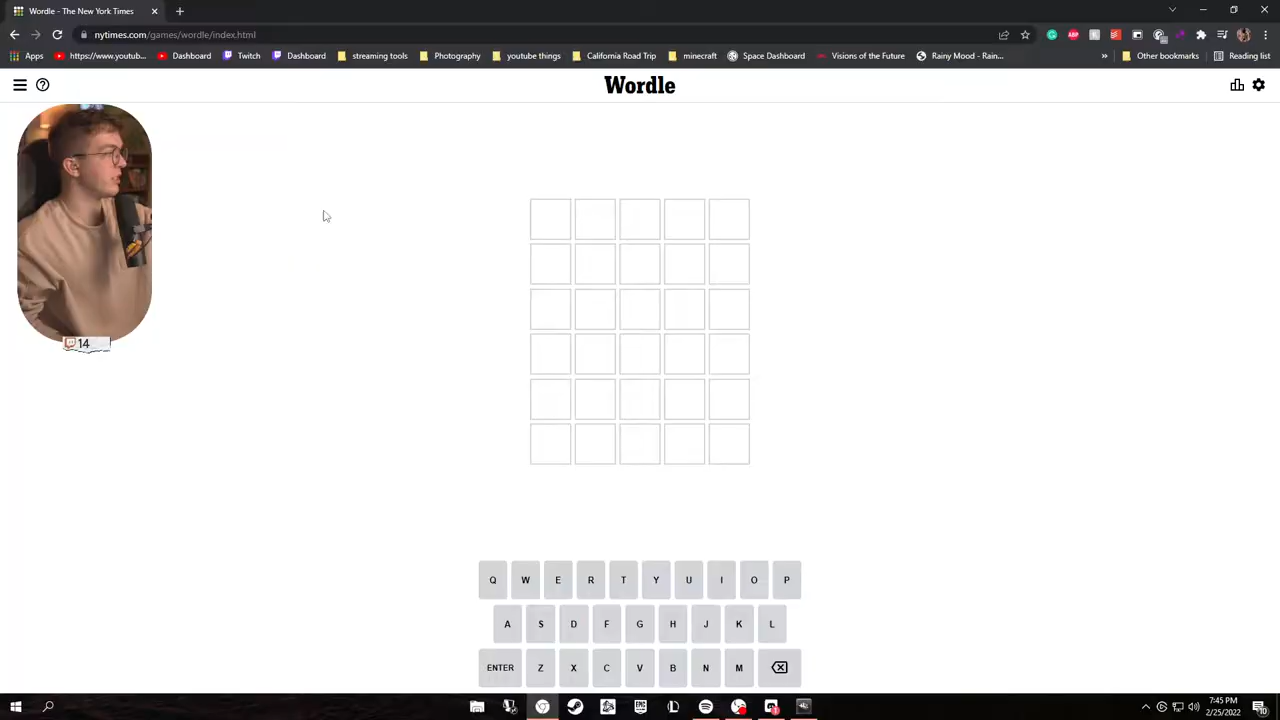 Wordle - The New York Times
nytimes.com/games/wordle/index.html
Apps https://www.youtub... Dashboard Twitch Dashboard streaming tools Photography youtube things California Road Trip minecraft Space Dashboard Visions of the Future Rainy Mood - Rain... » Other bookmarks Reading list
Wordle
14
Q W E R T Y U I O P
A S D F G H J K L
ENTER Z X C V B N M
7:45 PM
2/25/2022